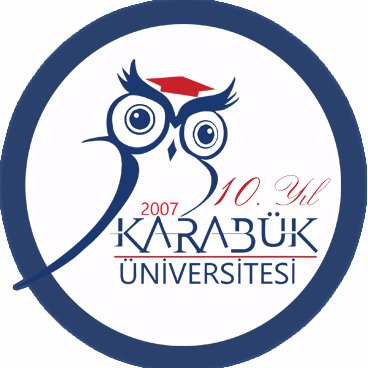 10. Yıl
2007
KARABÜK
ÜNİVERSİTESİ